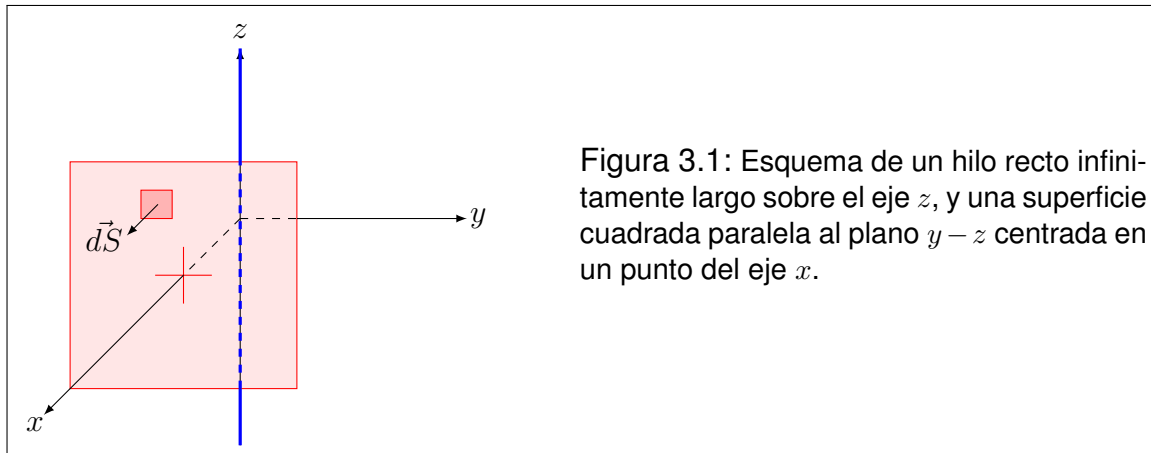 z
y
x
d\vec{S}
Figura 3.1: Esquema de un hilo recto infini-
tamente largo sobre el eje z, y una superficie
cuadrada paralela al plano y − z centrada en
un punto del eje x.